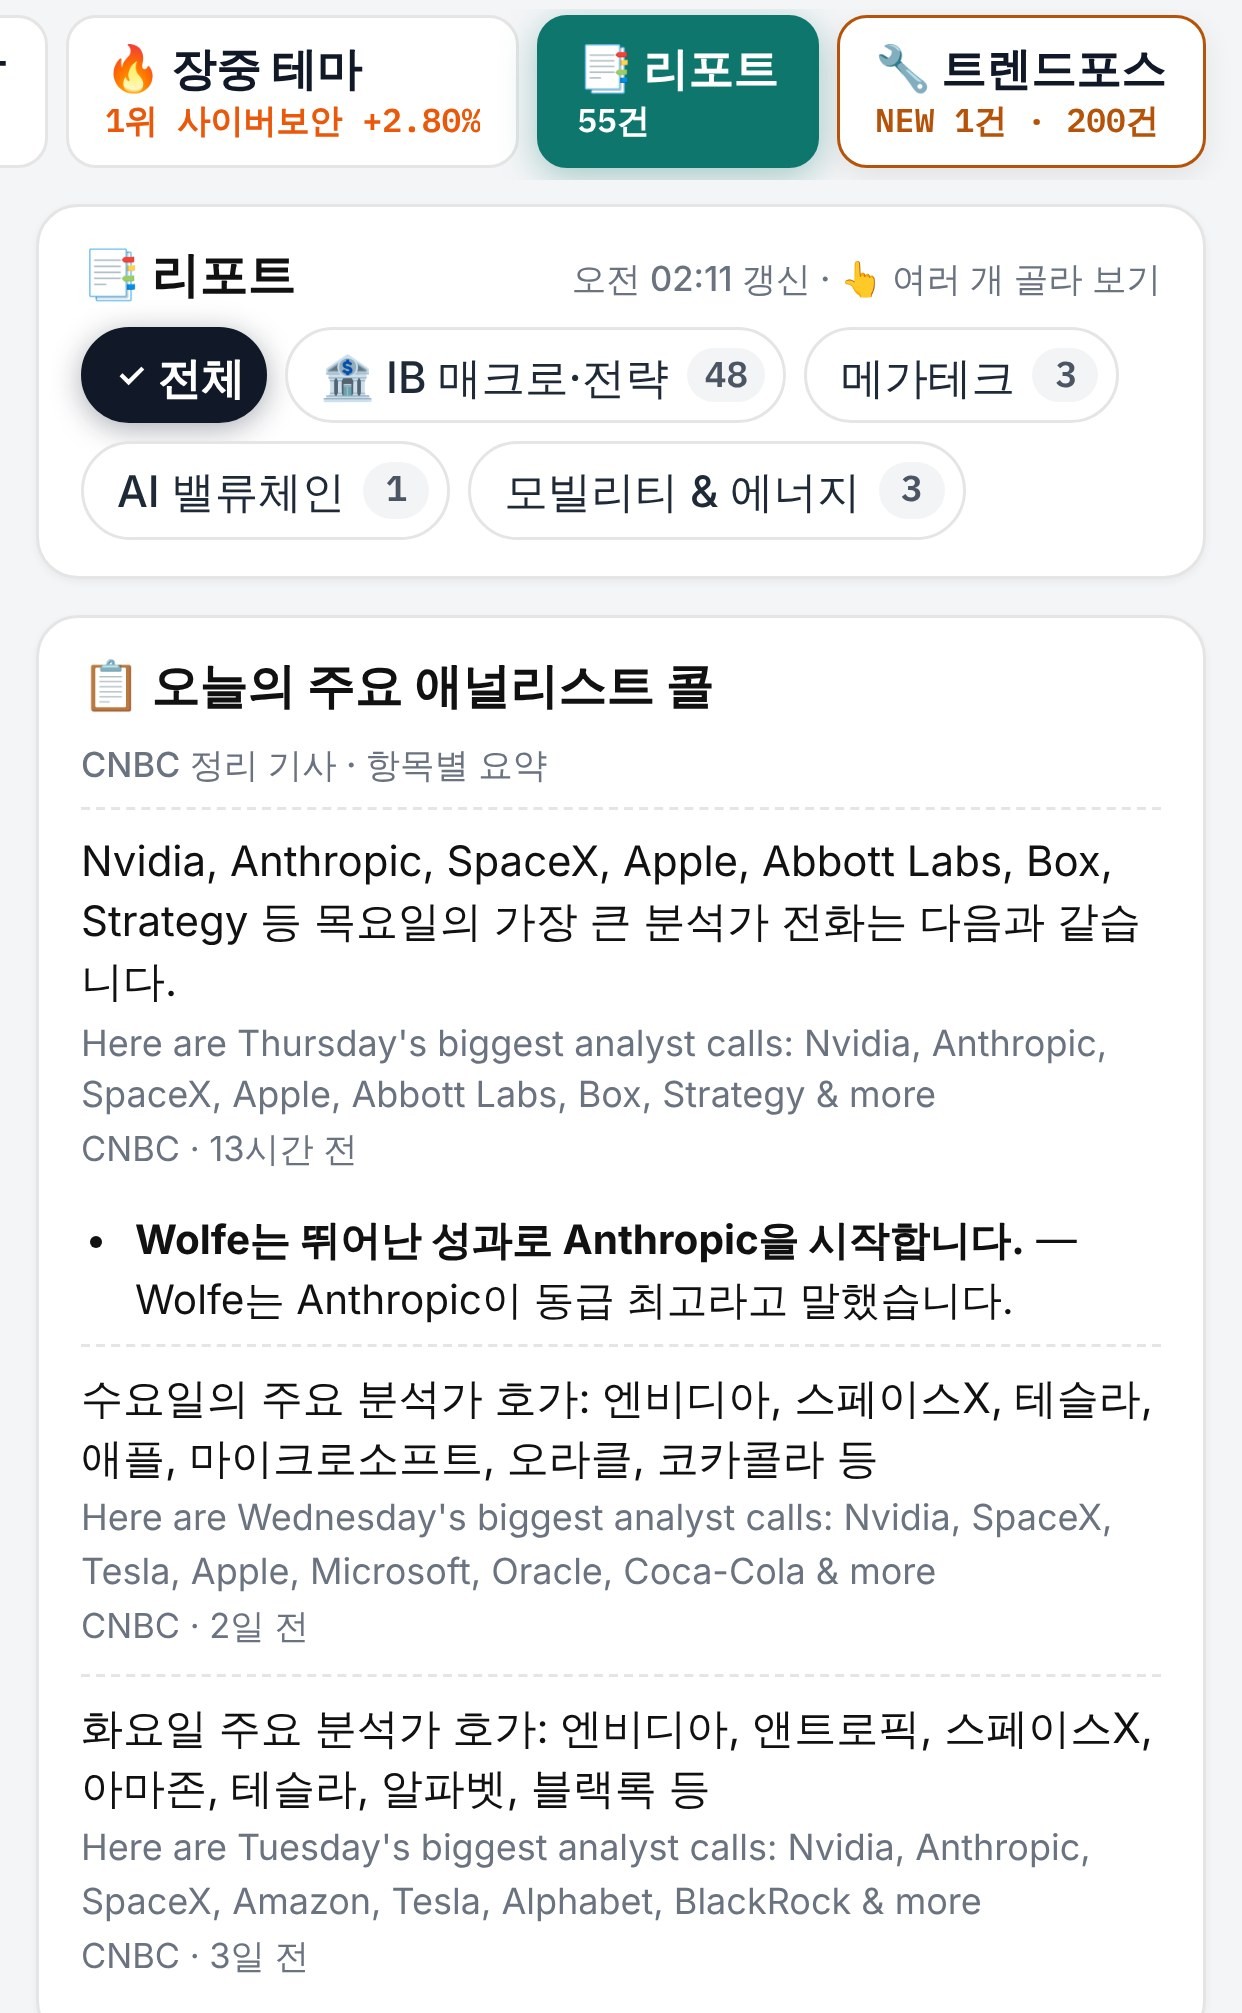 🔥 장중 테마
1위 사이버보안 +2.80%
📑 리포트
55건
🔧 트렌드포스
NEW 1건 · 200건
📑 리포트
오전 02:11 갱신 · 👆 여러 개 골라 보기
✓ 전체
🏦 IB 매크로·전략 48
메가테크 3
AI 밸류체인 1
모빌리티 & 에너지 3
📋 오늘의 주요 애널리스트 콜
CNBC 정리 기사 · 항목별 요약
Nvidia, Anthropic, SpaceX, Apple, Abbott Labs, Box,
Strategy 등 목요일의 가장 큰 분석가 전화는 다음과 같습
니다.
Here are Thursday's biggest analyst calls: Nvidia, Anthropic,
SpaceX, Apple, Abbott Labs, Box, Strategy & more
CNBC · 13시간 전
• Wolfe는 뛰어난 성과로 Anthropic을 시작합니다. —
Wolfe는 Anthropic이 동급 최고라고 말했습니다.
수요일의 주요 분석가 호가: 엔비디아, 스페이스X, 테슬라,
애플, 마이크로소프트, 오라클, 코카콜라 등
Here are Wednesday's biggest analyst calls: Nvidia, SpaceX,
Tesla, Apple, Microsoft, Oracle, Coca-Cola & more
CNBC · 2일 전
화요일 주요 분석가 호가: 엔비디아, 앤트로픽, 스페이스X,
아마존, 테슬라, 알파벳, 블랙록 등
Here are Tuesday's biggest analyst calls: Nvidia, Anthropic,
SpaceX, Amazon, Tesla, Alphabet, BlackRock & more
CNBC · 3일 전